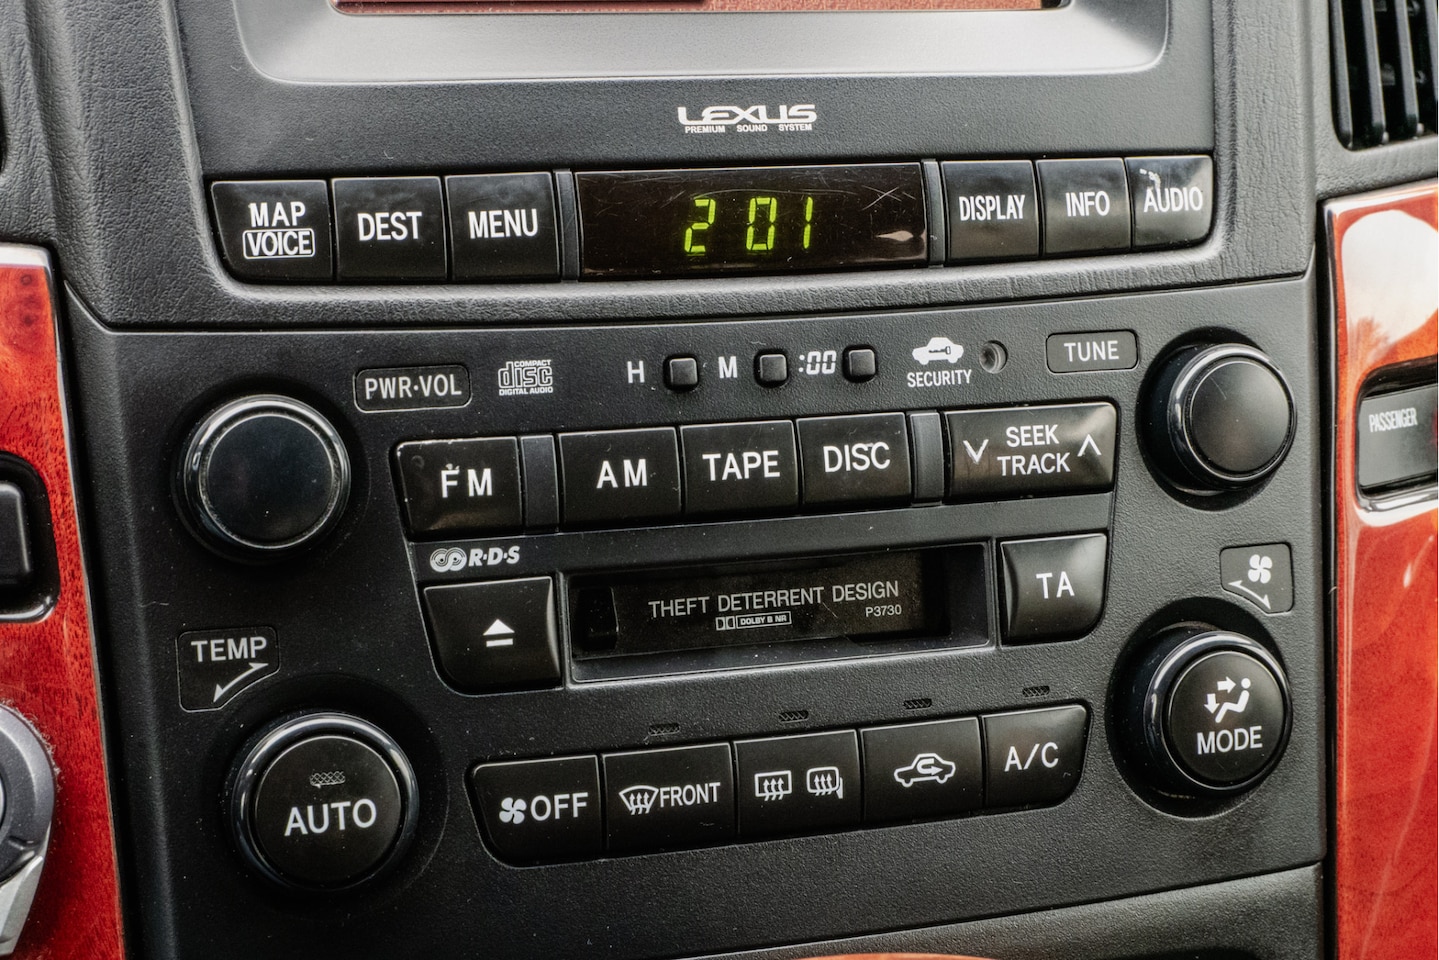 LEXUS
PREMIUM SOUND SYSTEM
MAP
VOICE
DEST
MENU
2 01
DISPLAY
INFO
AUDIO
PWR·VOL
COMPACT
disc
DIGITAL AUDIO
H
M
:00
SECURITY
TUNE
PASSENGER
FM
AM
TAPE
DISC
SEEK
TRACK
R·D·S
THEFT DETERRENT DESIGN
P3730
DOLBY B NR
TA
TEMP
AUTO
OFF
FRONT
A/C
MODE